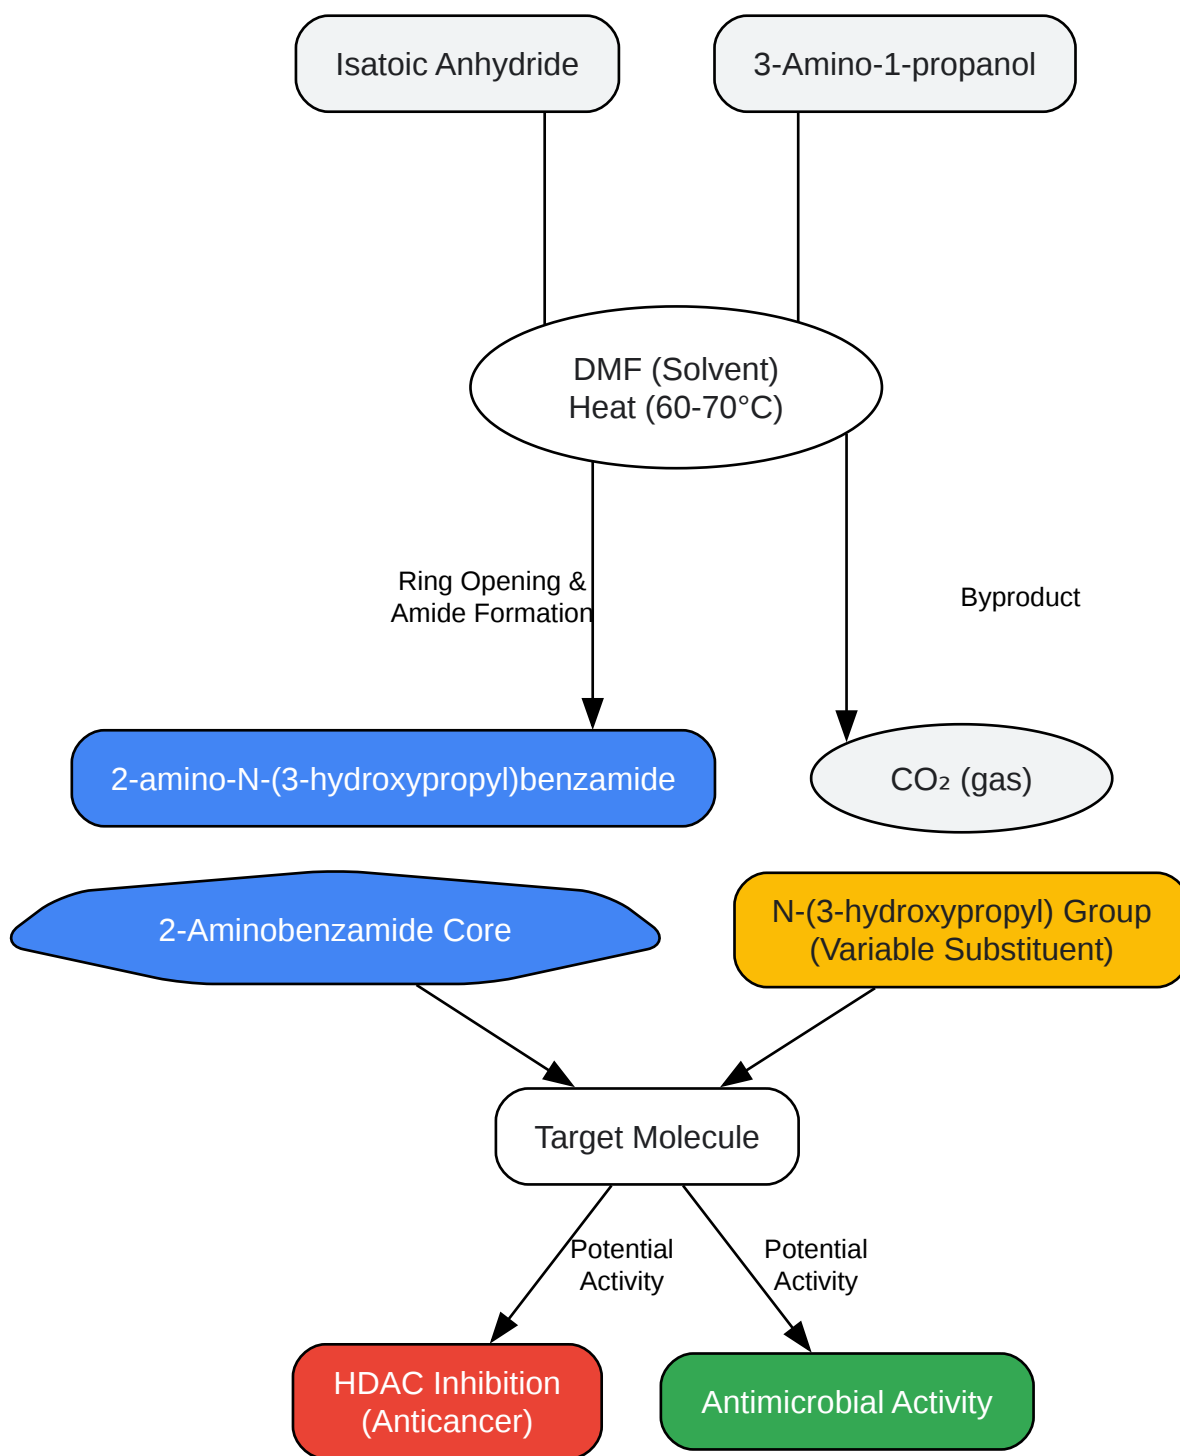 Isatoic Anhydride
3-Amino-1-propanol
DMF (Solvent)
Heat (60-70°C)
Ring Opening &
Amide Formation
Byproduct
2-amino-N-(3-hydroxypropyl)benzamide
CO₂ (gas)
2-Aminobenzamide Core
N-(3-hydroxypropyl) Group
(Variable Substituent)
Target Molecule
Potential
Activity
Potential
Activity
HDAC Inhibition
(Anticancer)
Antimicrobial Activity